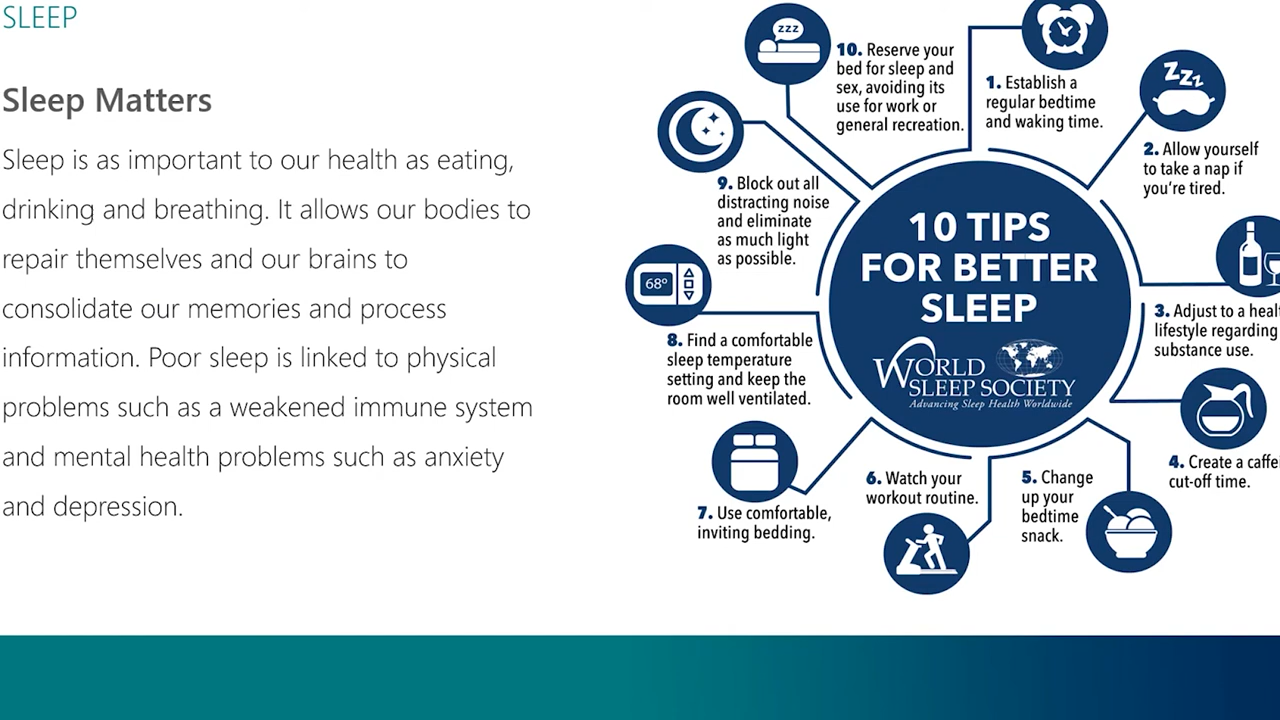 SLEEP
Sleep Matters
Sleep is as important to our health as eating,
drinking and breathing. It allows our bodies to
repair themselves and our brains to
consolidate our memories and process
information. Poor sleep is linked to physical
problems such as a weakened immune system
and mental health problems such as anxiety
and depression.
10 TIPS
FOR BETTER
SLEEP
WORLD
SLEEP SOCIETY
Advancing Sleep Health Worldwide
1. Establish a
regular bedtime
and waking time.
ZZZ
2. Allow yourself
to take a nap if
you're tired.
3. Adjust to a
lifestyle regarding
substance use.
4. Create a
cut-off time.
5. Change
up your
bedtime
snack.
6. Watch your
workout routine.
7. Use comfortable,
inviting bedding.
68º
8. Find a comfortable
sleep temperature
setting and keep the
room well ventilated.
9. Block out all
distracting noise
and eliminate
as much light
as possible.
zzz
10. Reserve your
bed for sleep and
sex, avoiding its
use for work or
general recreation.